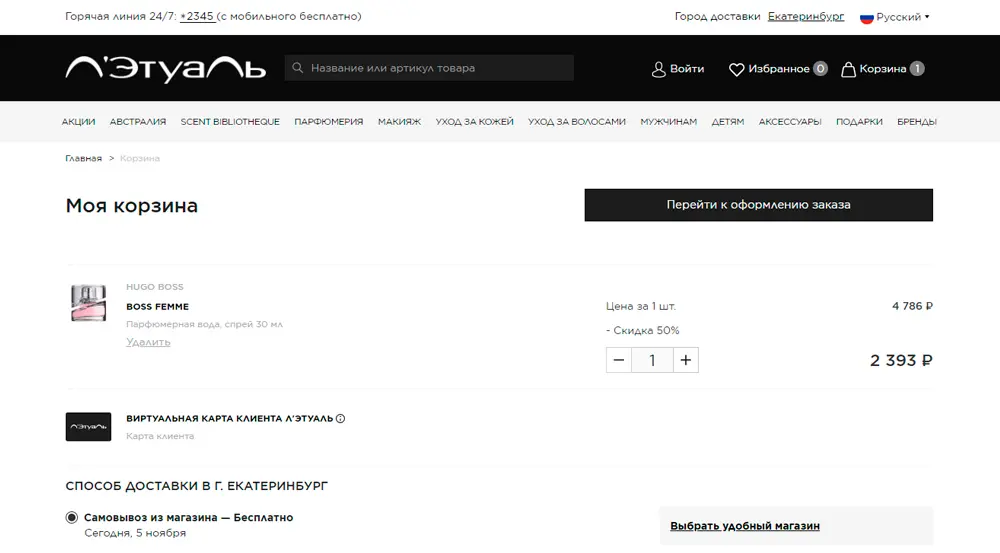 Горячая линия 24/7: *2345 (с мобильного бесплатно)
Город доставки Екатеринбург Русский
Л'Этуаль Название или артикул товара Войти Избранное 0 Корзина 1
АКЦИИ АВСТРАЛИЯ SCENT BIBLIOTHEQUE ПАРФЮМЕРИЯ МАКИЯЖ УХОД ЗА КОЖЕЙ УХОД ЗА ВОЛОСАМИ МУЖЧИНАМ ДЕТЯМ АКСЕССУАРЫ ПОДАРКИ БРЕНДЫ
Главная > Корзина
Моя корзина
Перейти к оформлению заказа
HUGO BOSS
BOSS FEMME
Парфюмерная вода, спрей 30 мл
Удалить
Цена за 1 шт. 4 786 ₽
- Скидка 50%
− 1 + 2 393 ₽
Л'Этуаль
ВИРТУАЛЬНАЯ КАРТА КЛИЕНТА Л'ЭТУАЛЬ
Карта клиента
СПОСОБ ДОСТАВКИ В Г. ЕКАТЕРИНБУРГ
Самовывоз из магазина — Бесплатно
Сегодня, 5 ноября
Выбрать удобный магазин